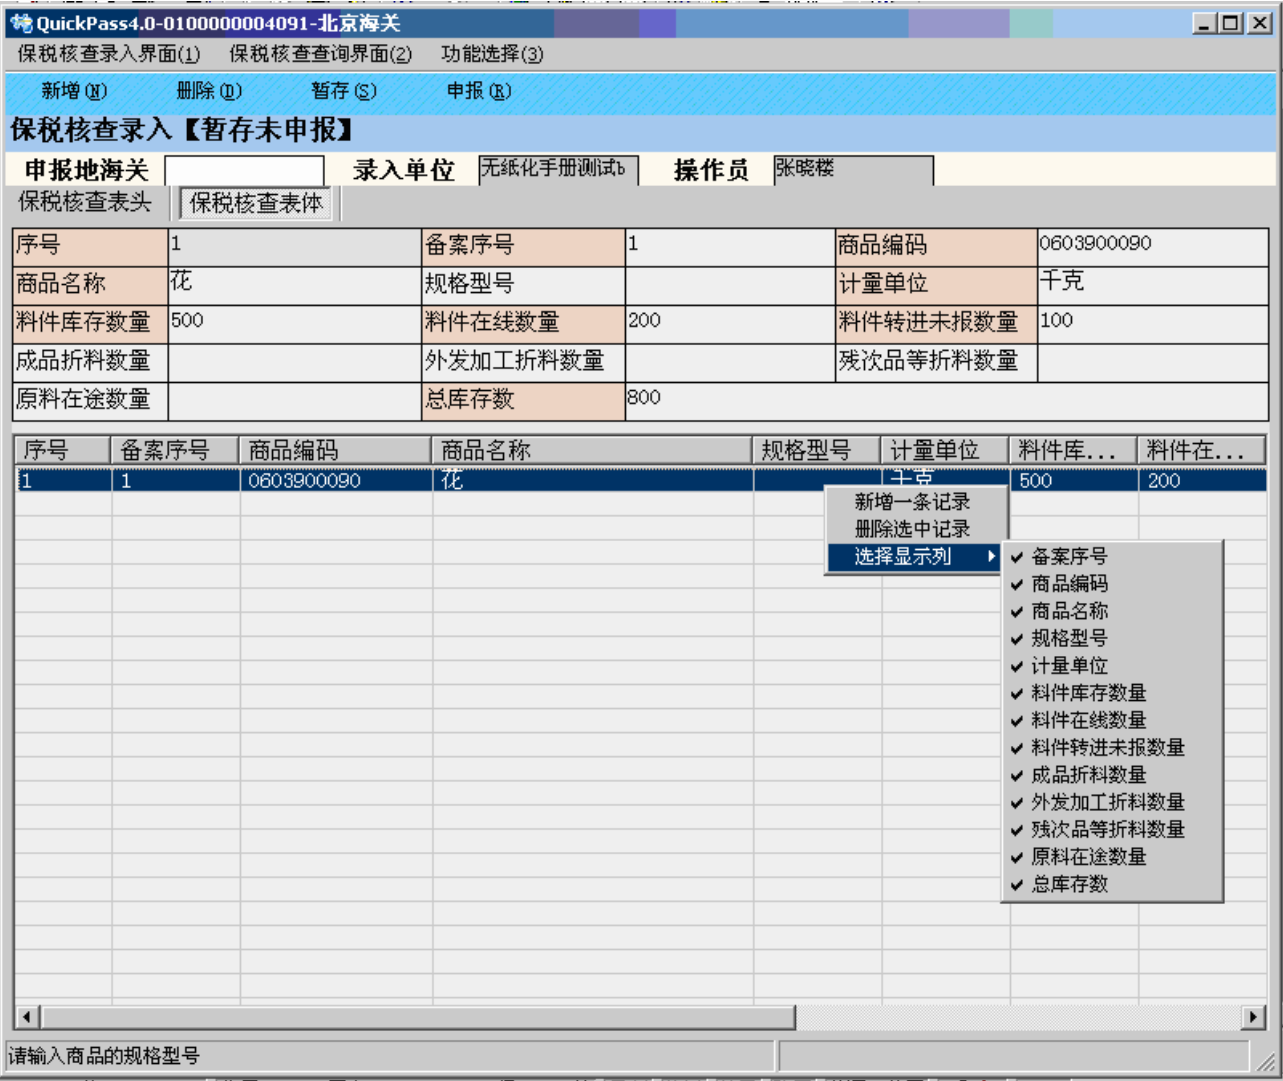 QuickPass4.0-0100000004091-北京海关
保税核查录入界面(1) 保税核查查询界面(2) 功能选择(3)
新增(N) 删除(D) 暂存(S) 申报(R)
保税核查录入【暂存未申报】
申报地海关 录入单位 无纸化手册测试b 操作员 张晓楼
保税核查表头 保税核查表体
序号 1 备案序号 1 商品编码 0603900090
商品名称 花 规格型号 计量单位 千克
料件库存数量 500 料件在线数量 200 料件转进未报数量 100
成品折料数量 外发加工折料数量 残次品等折料数量
原料在途数量 总库存数 800
序号 备案序号 商品编码 商品名称 规格型号 计量单位 料件库... 料件在...
1 1 0603900090 花 千克 500 200
新增一条记录
删除选中记录
选择显示列
备案序号
商品编码
商品名称
规格型号
计量单位
料件库存数量
料件在线数量
料件转进未报数量
成品折料数量
外发加工折料数量
残次品等折料数量
原料在途数量
总库存数
请输入商品的规格型号